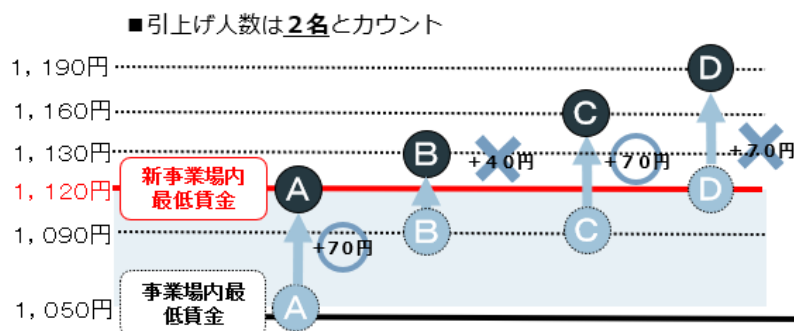 ■引上げ人数は2名とカウント
1,190円
D
1,160円
C
1,130円
B
+40円
+70円
+70円
新事業場内
最低賃金
1,120円
A
D
1,090円
B
C
+70円
事業場内最
低賃金
1,050円
A